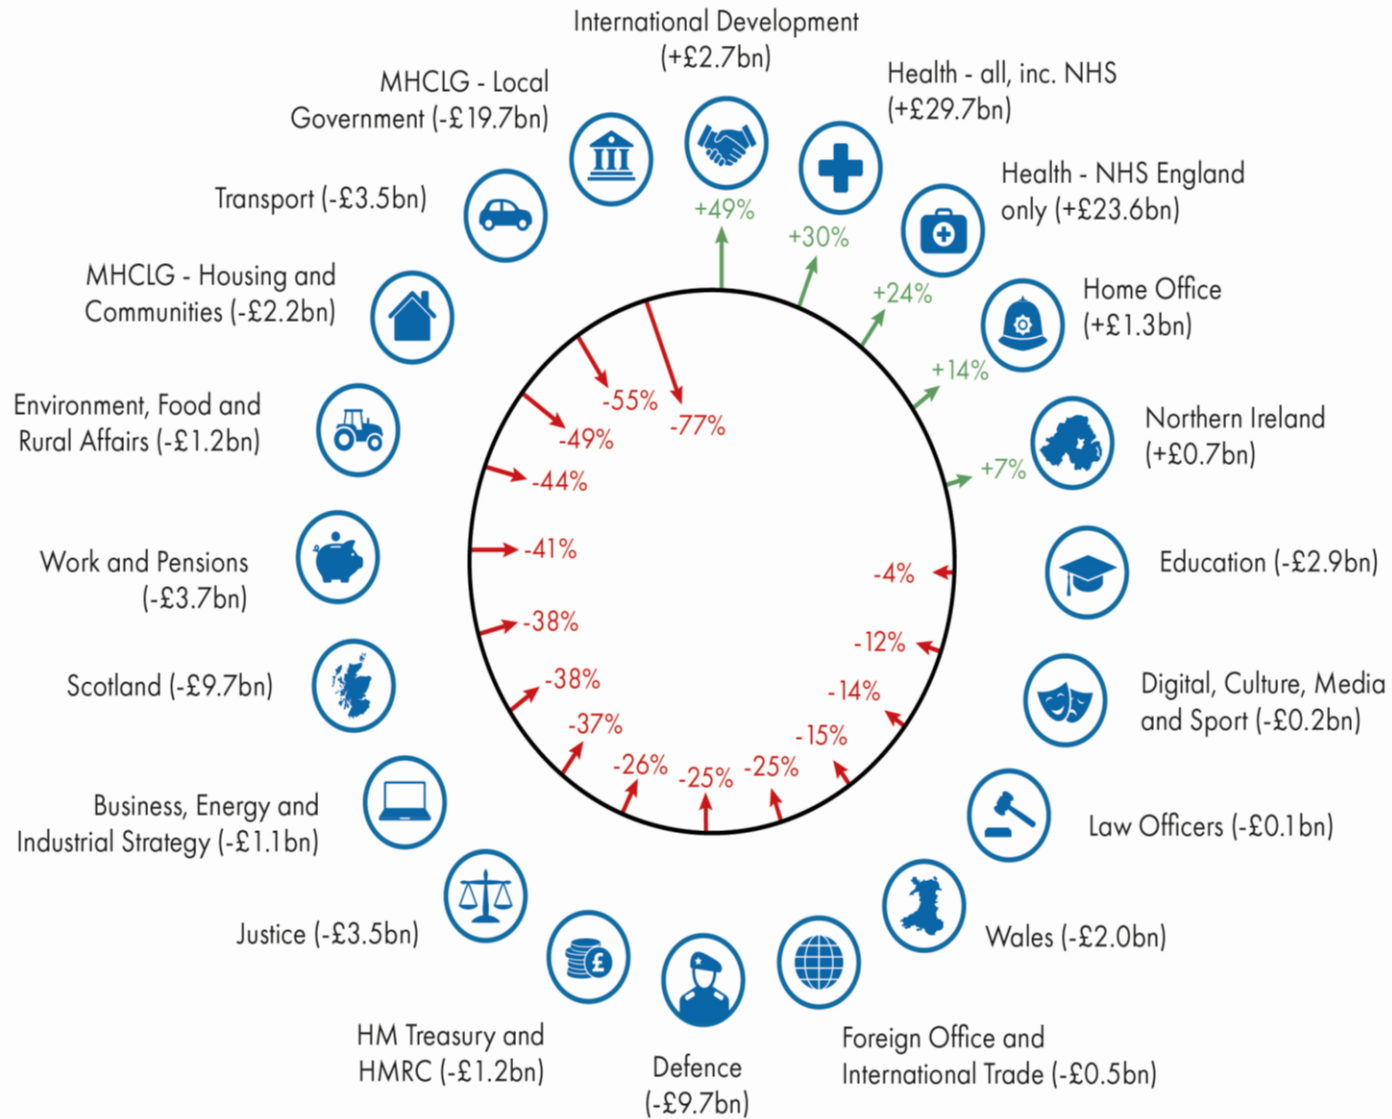 International Development
(+£2.7bn)
Health - all, inc. NHS
(+£29.7bn)
Health - NHS England
only (+£23.6bn)
Home Office
(+£1.3bn)
Northern Ireland
(+£0.7bn)
Education (-£2.9bn)
Digital, Culture, Media
and Sport (-£0.2bn)
Law Officers (-£0.1bn)
Wales (-£2.0bn)
Foreign Office and
International Trade (-£0.5bn)
Defence
(-£9.7bn)
HM Treasury and
HMRC (-£1.2bn)
Justice (-£3.5bn)
Business, Energy and
Industrial Strategy (-£1.1bn)
Scotland (-£9.7bn)
Work and Pensions
(-£3.7bn)
Environment, Food and
Rural Affairs (-£1.2bn)
MHCLG - Housing and
Communities (-£2.2bn)
Transport (-£3.5bn)
MHCLG - Local
Government (-£19.7bn)
+49%
+30%
+24%
+14%
+7%
-4%
-12%
-14%
-15%
-25%
-25%
-26%
-37%
-38%
-38%
-41%
-44%
-49%
-55%
-77%
£